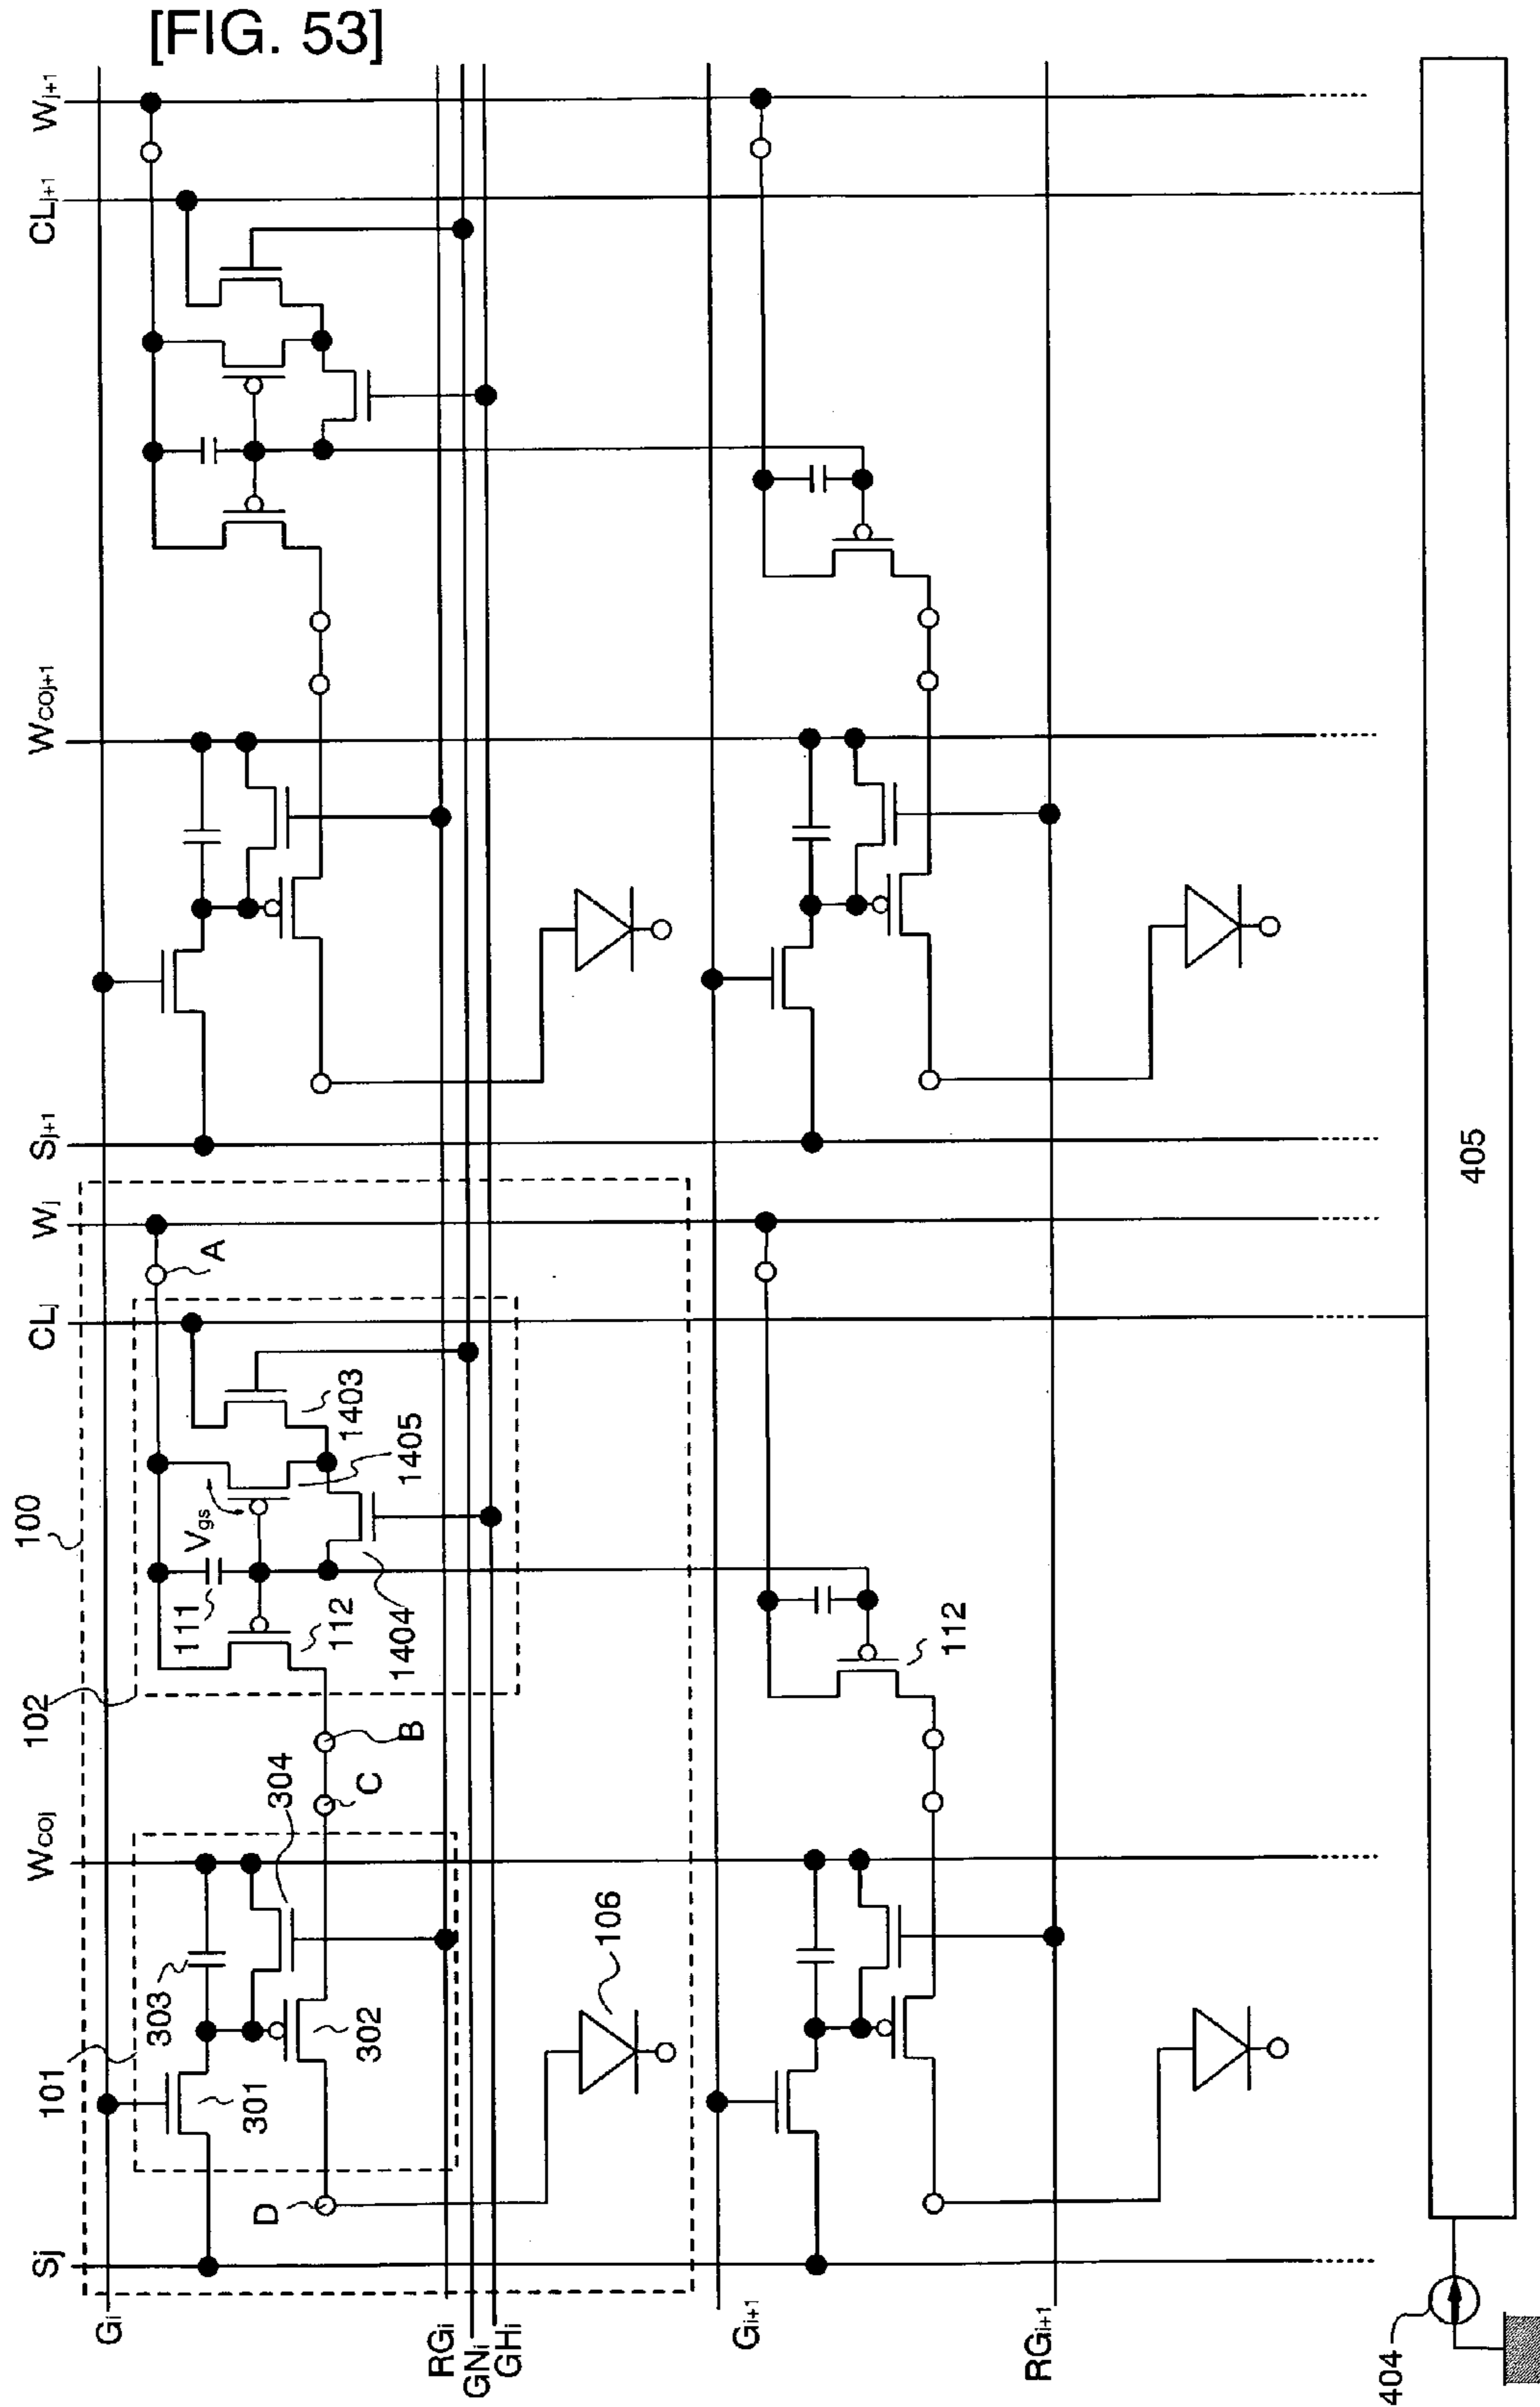 [FIG. 53]
Sj
Wcoj
CLj
Wj
Sj+1
Wcoj+1
CLj+1
Wj+1
100
101
102
Gi
301
303
302
304
D
C
B
A
111
112
Vgs
1403
1404
1405
106
RGi
GNi
GHi
Gi+1
112
RGi+1
404
405